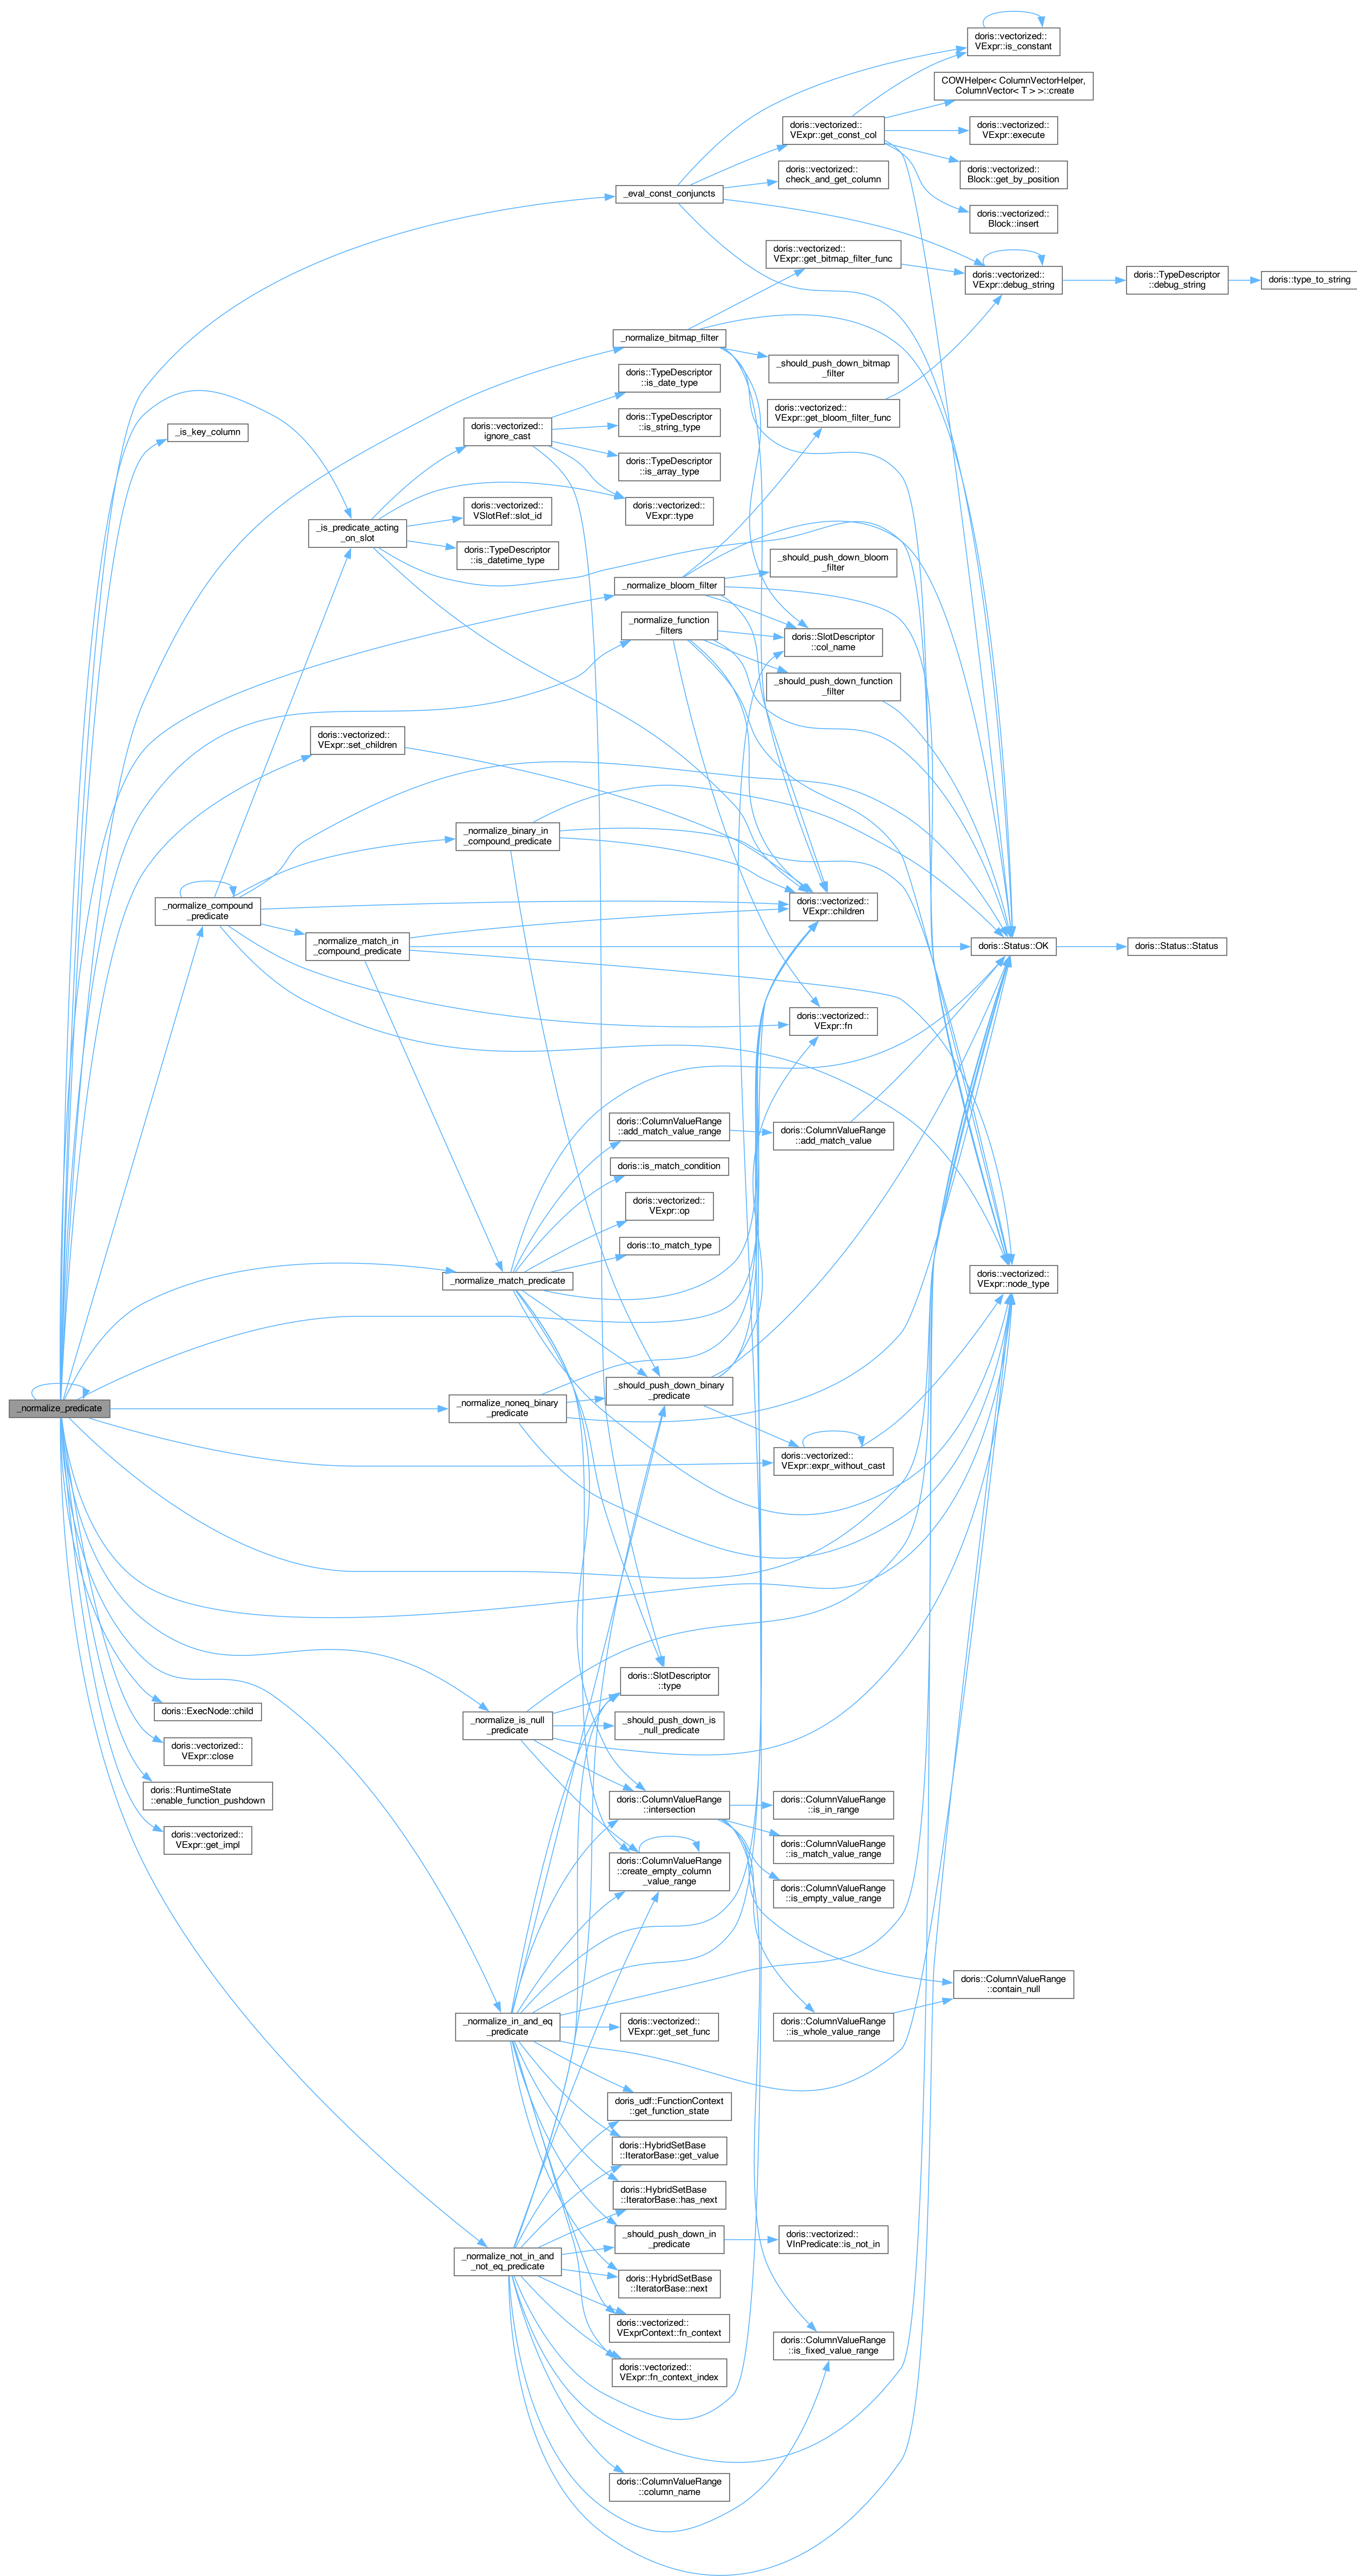 doris::vectorized::
VExpr::is_constant
COWHelper< ColumnVectorHelper,
ColumnVector< T > >::create
doris::vectorized::
VExpr::get_const_col
doris::vectorized::
VExpr::execute
doris::vectorized::
check_and_get_column
doris::vectorized::
Block::get_by_position
_eval_const_conjuncts
doris::vectorized::
Block::insert
doris::vectorized::
VExpr::get_bitmap_filter_func
doris::vectorized::
VExpr::debug_string
doris::TypeDescriptor
::debug_string
doris::type_to_string
_normalize_bitmap_filter
_should_push_down_bitmap
_filter
doris::TypeDescriptor
::is_date_type
doris::vectorized::
VExpr::get_bloom_filter_func
_is_key_column
doris::vectorized::
ignore_cast
doris::TypeDescriptor
::is_string_type
doris::TypeDescriptor
::is_array_type
doris::vectorized::
VSlotRef::slot_id
doris::vectorized::
VExpr::type
_is_predicate_acting
_on_slot
doris::TypeDescriptor
::is_datetime_type
_should_push_down_bloom
_filter
_normalize_bloom_filter
_normalize_function
_filters
doris::SlotDescriptor
::col_name
_should_push_down_function
_filter
doris::vectorized::
VExpr::set_children
_normalize_binary_in
_compound_predicate
_normalize_compound
_predicate
doris::vectorized::
VExpr::children
_normalize_match_in
_compound_predicate
doris::Status::OK
doris::Status::Status
doris::vectorized::
VExpr::fn
doris::ColumnValueRange
::add_match_value_range
doris::ColumnValueRange
::add_match_value
doris::is_match_condition
doris::vectorized::
VExpr::op
doris::to_match_type
_normalize_match_predicate
doris::vectorized::
VExpr::node_type
_normalize_predicate
_normalize_noneq_binary
_predicate
_should_push_down_binary
_predicate
doris::vectorized::
VExpr::expr_without_cast
doris::SlotDescriptor
::type
doris::ExecNode::child
_normalize_is_null
_predicate
_should_push_down_is
_null_predicate
doris::vectorized::
VExpr::close
doris::RuntimeState
::enable_function_pushdown
doris::ColumnValueRange
::intersection
doris::ColumnValueRange
::is_in_range
doris::vectorized::
VExpr::get_impl
doris::ColumnValueRange
::is_match_value_range
doris::ColumnValueRange
::create_empty_column
_value_range
doris::ColumnValueRange
::is_empty_value_range
doris::ColumnValueRange
::contain_null
_normalize_in_and_eq
_predicate
doris::vectorized::
VExpr::get_set_func
doris::ColumnValueRange
::is_whole_value_range
doris_udf::FunctionContext
::get_function_state
doris::HybridSetBase
::IteratorBase::get_value
doris::HybridSetBase
::IteratorBase::has_next
_should_push_down_in
_predicate
doris::vectorized::
VInPredicate::is_not_in
_normalize_not_in_and
_not_eq_predicate
doris::HybridSetBase
::IteratorBase::next
doris::vectorized::
VExprContext::fn_context
doris::ColumnValueRange
::is_fixed_value_range
doris::vectorized::
VExpr::fn_context_index
doris::ColumnValueRange
::column_name